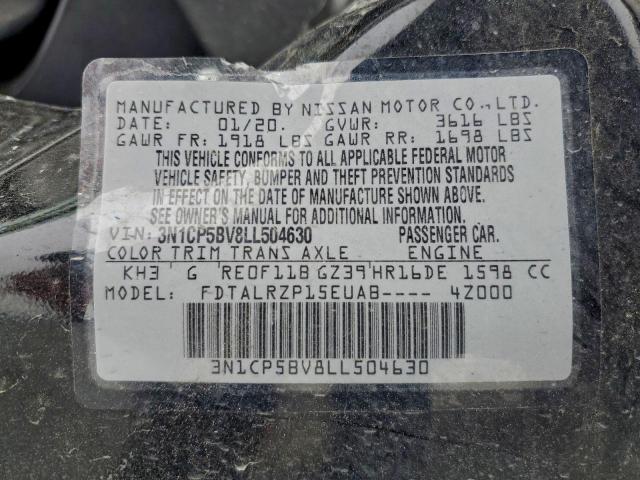 MANUFACTURED BY NISSAN MOTOR CO., LTD.
DATE: 01/20. GVWR: 3616 LBS
GAWR FR: 1918 LBS GAWR RR: 1698 LBS
THIS VEHICLE CONFORMS TO ALL APPLICABLE FEDERAL MOTOR
VEHICLE SAFETY, BUMPER AND THEFT PREVENTION STANDARDS
IN EFFECT ON THE DATE OF MANUFACTURE SHOWN ABOVE.
SEE OWNER'S MANUAL FOR ADDITIONAL INFORMATION.
VIN: 3N1CP5BV8LL504630 PASSENGER CAR.
COLOR TRIM TRANS AXLE ENGINE
KH3 G RE0F11B GZ39 HR16DE 1598 CC
MODEL FDTALRZP15EUAB---- 4Z000
3N1CP5BV8LL504630